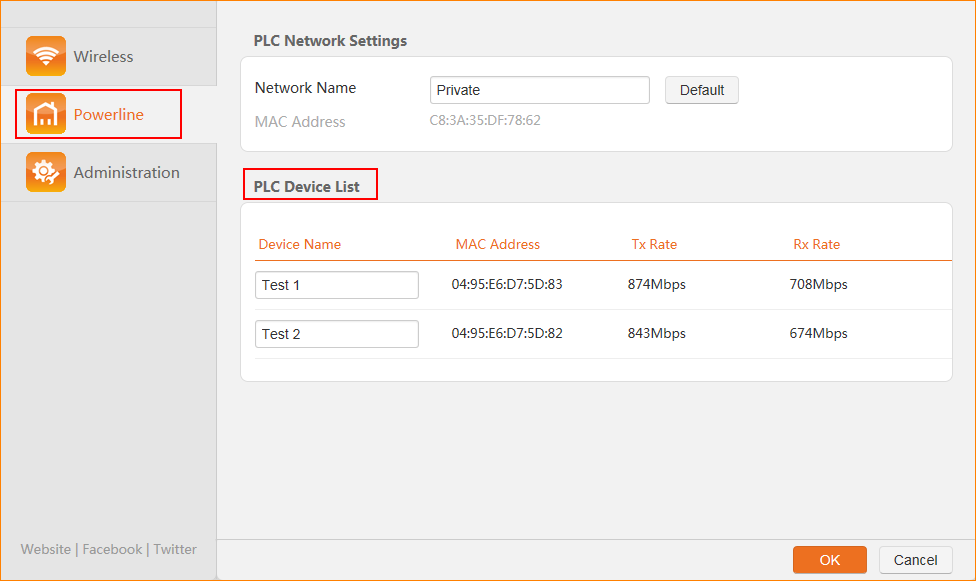 Wireless
Powerline
Administration
Website | Facebook | Twitter
PLC Network Settings
Network Name Private Default
MAC Address C8:3A:35:DF:78:62
PLC Device List
Device Name MAC Address Tx Rate Rx Rate
Test 1 04:95:E6:D7:5D:83 874Mbps 708Mbps
Test 2 04:95:E6:D7:5D:82 843Mbps 674Mbps
OK Cancel